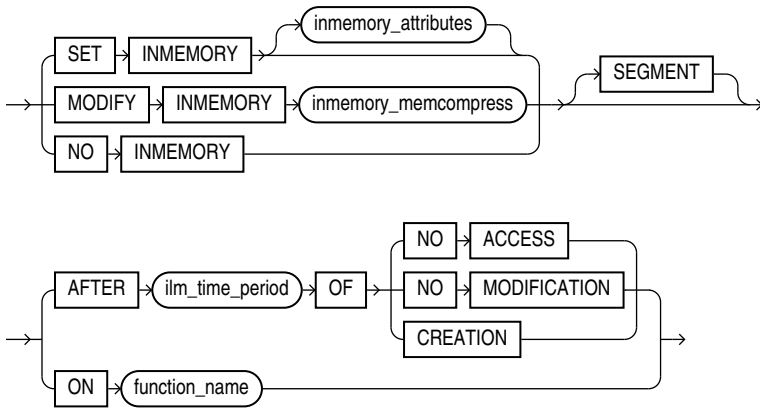 inmemory_attributes
SET INMEMORY
SEGMENT
MODIFY INMEMORY inmemory_memcompress
NO INMEMORY
NO ACCESS
AFTER ilm_time_period OF NO MODIFICATION
CREATION
ON function_name